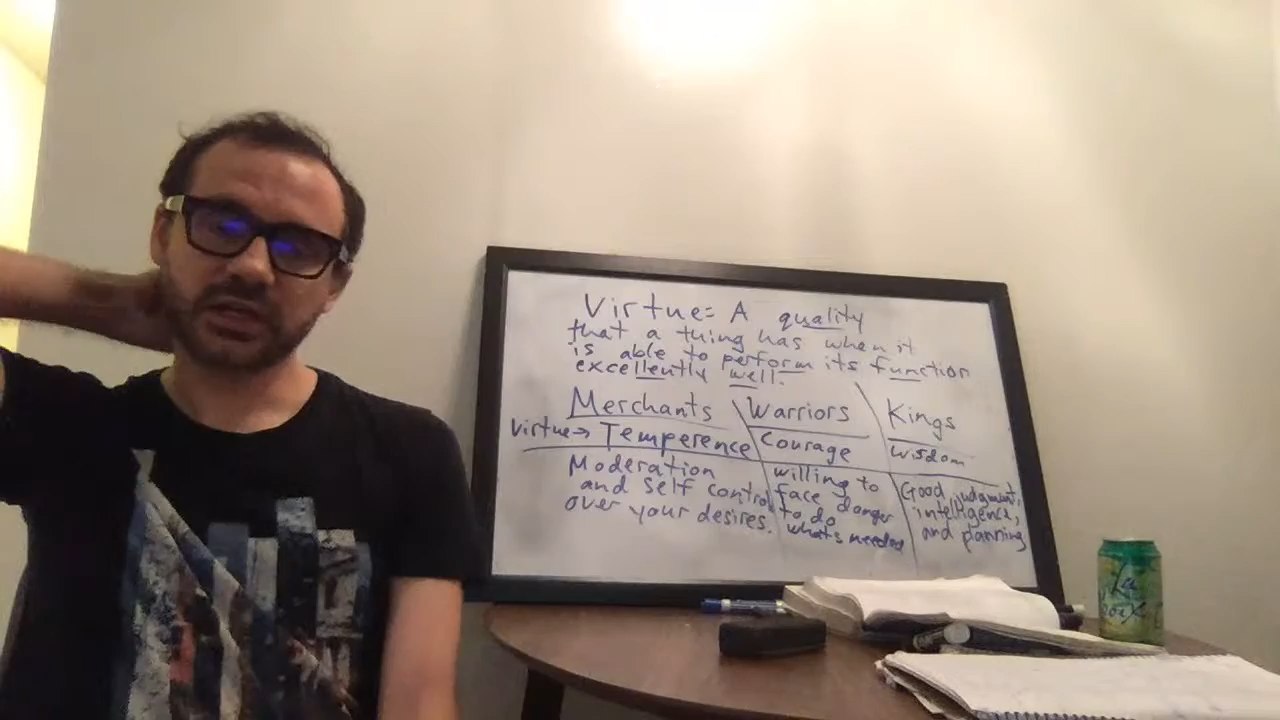 Virtue= A quality
that a thing has when it
is able to perform its function
excellently well.
Merchants Warriors Kings
Virtue→ Temperence Courage Wisdom
Moderation
and self control
over your desires.
willing to
face danger
to do
what's needed
Good judgment,
intelligence,
and planning
La
Croix